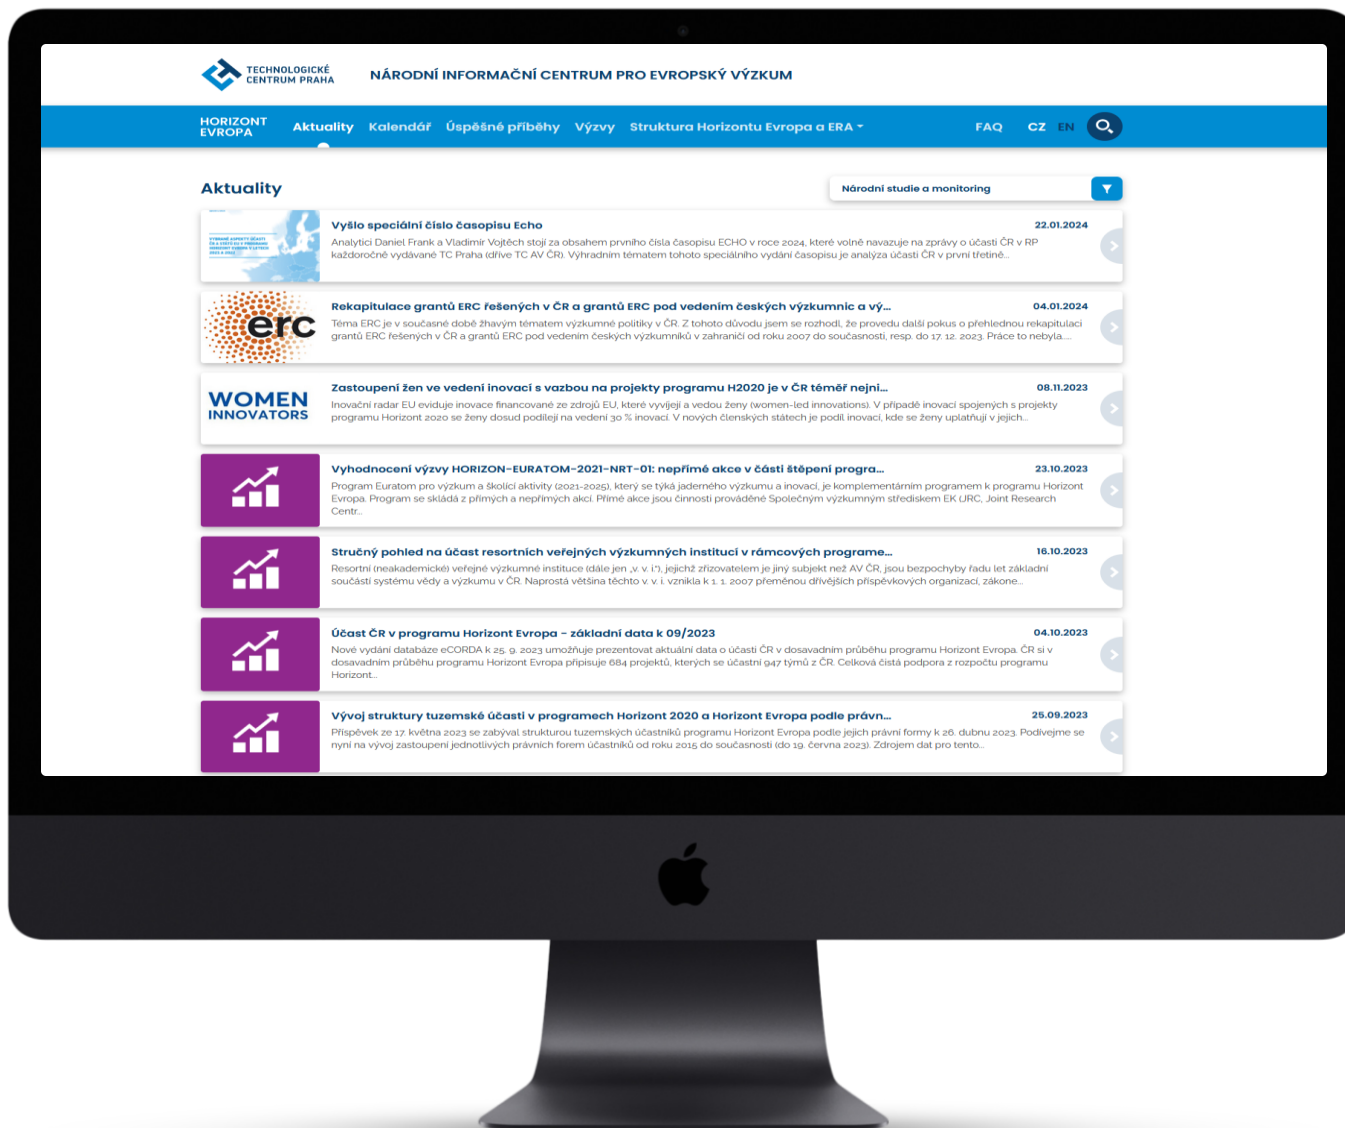 TECHNOLOGICKÉ
CENTRUM PRAHA
NÁRODNÍ INFORMAČNÍ CENTRUM PRO EVROPSKÝ VÝZKUM
HORIZONT
EVROPA
Aktuality Kalendář Úspěšné příběhy Výzvy Struktura Horizontu Evropa a ERA FAQ CZ EN
Aktuality
Národní studie a monitoring
VYBRANÉ ASPEKTY ÚČASTI
ČR A STÁTŮ EU V PROGRAMU
HORIZONT EVROPA V LETECH
2021 A 2022
Vyšlo speciální číslo časopisu Echo 22.01.2024
Analytici Daniel Frank a Vladimír Vojtěch stojí za obsahem prvního čísla časopisu ECHO v roce 2024, které volně navazuje na zprávy o účasti ČR v RP
každoročně vydávané TC Praha (dříve TC AV ČR). Výhradním tématem tohoto speciálního vydání časopisu je analýza účasti ČR v první třetině...
erc
Rekapitulace grantů ERC řešených v ČR a grantů ERC pod vedením českých výzkumnic a vý... 04.01.2024
Téma ERC je v současné době žhavým tématem výzkumné politiky v ČR. Z tohoto důvodu jsem se rozhodl, že provedu další pokus o přehlednou rekapitulaci
grantů ERC řešených v ČR a grantů ERC pod vedením českých výzkumníků v zahraničí od roku 2007 do současnosti, resp. do 17. 12. 2023. Práce to nebyla....
WOMEN
INNOVATORS
Zastoupení žen ve vedení inovací s vazbou na projekty programu H2020 je v ČR téměř nejni... 08.11.2023
Inovační radar EU eviduje inovace financované ze zdrojů EU, které vyvíjejí a vedou ženy (women-led innovations). V případě inovací spojených s projekty
programu Horizont 2020 se ženy dosud podílejí na vedení 30 % inovací. V nových členských státech je podíl inovací, kde se ženy uplatňují v jejich...
Vyhodnocení výzvy HORIZON-EURATOM-2021-NRT-01: nepřímé akce v části štěpení progra... 23.10.2023
Program Euratom pro výzkum a školící aktivity (2021-2025), který se týká jaderného výzkumu a inovací, je komplementárním programem k programu Horizont
Evropa. Program se skládá z přímých a nepřímých akcí. Přímé akce jsou činnosti prováděné Společným výzkumným střediskem EK (JRC, Joint Research
Centr...
Stručný pohled na účast resortních veřejných výzkumných institucí v rámcových programe... 16.10.2023
Resortní (neakademické) veřejné výzkumné instituce (dále jen „v. v. i."), jejichž zřizovatelem je jiný subjekt než AV ČR, jsou bezpochyby řadu let základní
součástí systému vědy a výzkumu v ČR. Naprostá většina těchto v. v. i. vznikla k 1. 1. 2007 přeměnou dřívějších příspěvkových organizací, zákone...
Účast ČR v programu Horizont Evropa - základní data k 09/2023 04.10.2023
Nové vydání databáze eCORDA k 25. 9. 2023 umožňuje prezentovat aktuální data o účasti ČR v dosavadním průběhu programu Horizont Evropa. ČR si v
dosavadním průběhu programu Horizont Evropa připisuje 684 projektů, kterých se účastní 947 týmů z ČR. Celková čistá podpora z rozpočtu programu
Horizont...
Vývoj struktury tuzemské účasti v programech Horizont 2020 a Horizont Evropa podle právn... 25.09.2023
Příspěvek ze 17. května 2023 se zabýval strukturou tuzemských účastníků programu Horizont Evropa podle jejich právní formy k 26. dubnu 2023. Podívejme se
nyní na vývoj zastoupení jednotlivých právních forem účastníků od roku 2015 do současnosti (do 19. června 2023). Zdrojem dat pro tento...